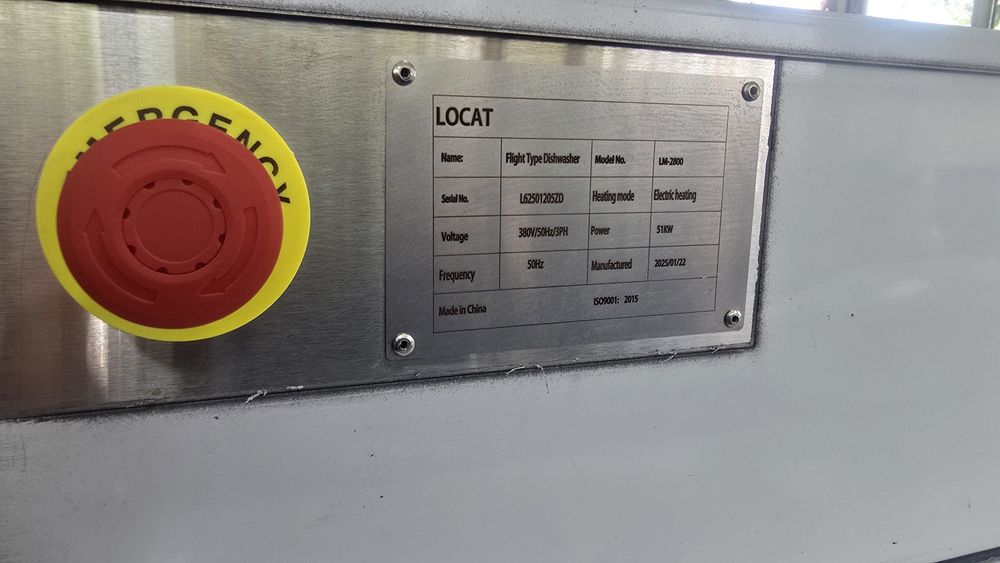 EMERGENCY
LOCAT
Name: Flight Type Dishwasher Model No. LM-2800
Serial No. L62501205ZD Heating mode Electric heating
Voltage 380V/50Hz/3PH Power 51KW
Frequency 50Hz Manufactured 2025/01/22
Made in China ISO9001: 2015